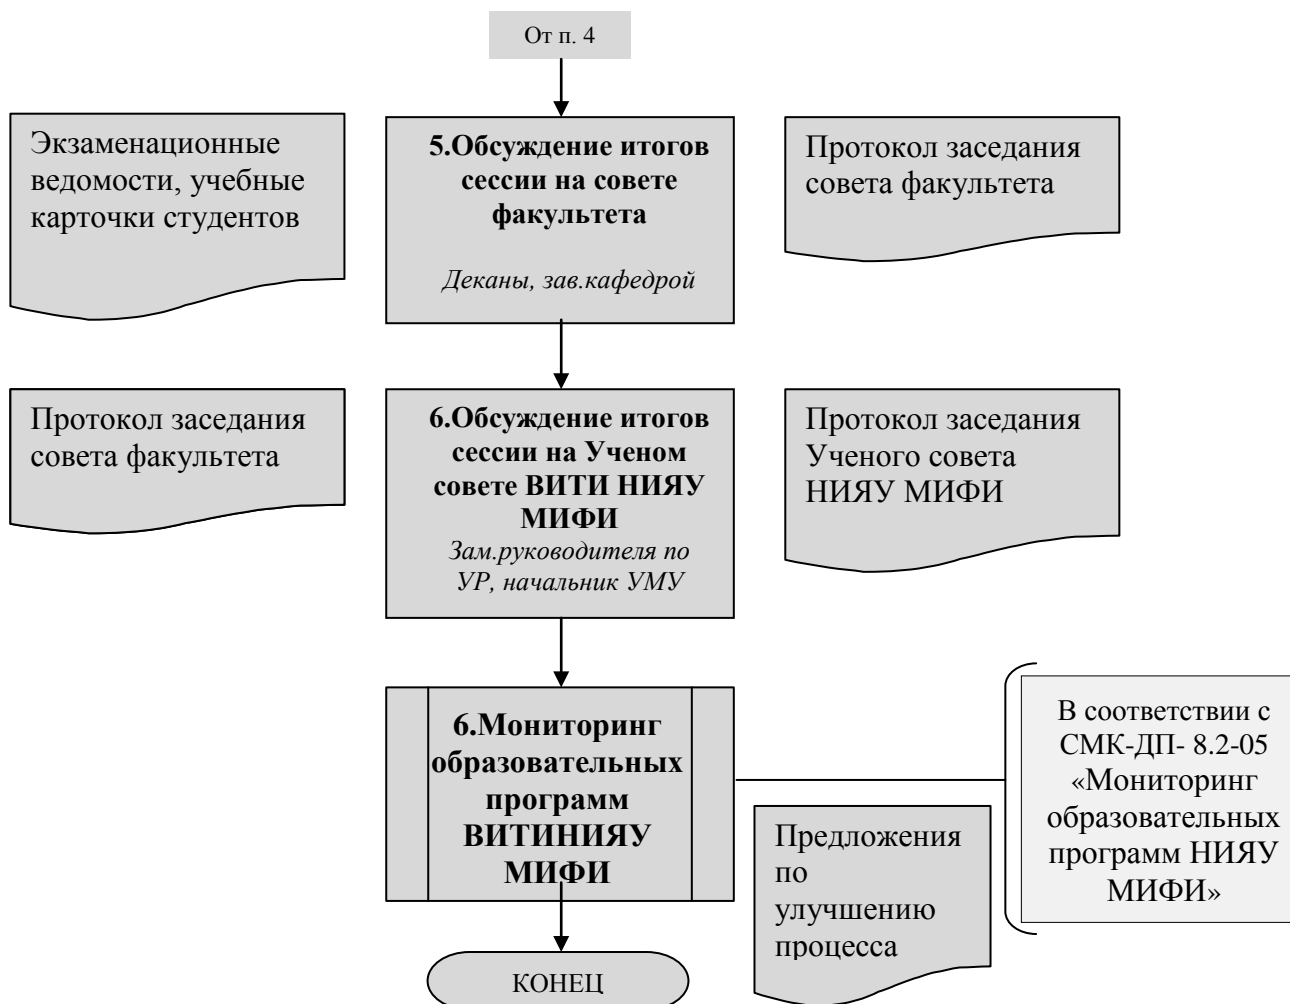 От п. 4
Экзаменационные
ведомости, учебные
карточки студентов
5.Обсуждение итогов
сессии на совете
факультета
Деканы, зав.кафедрой
Протокол заседания
совета факультета
Протокол заседания
совета факультета
6.Обсуждение итогов
сессии на Ученом
совете ВИТИ НИЯУ
МИФИ
Зам.руководителя по
УР, начальник УМУ
Протокол заседания
Ученого совета
НИЯУ МИФИ
6.Мониторинг
образовательных
программ
ВИТИНИЯУ
МИФИ
В соответствии с
СМК-ДП- 8.2-05
«Мониторинг
образовательных
программ НИЯУ
МИФИ»
Предложения
по
улучшению
процесса
КОНЕЦ